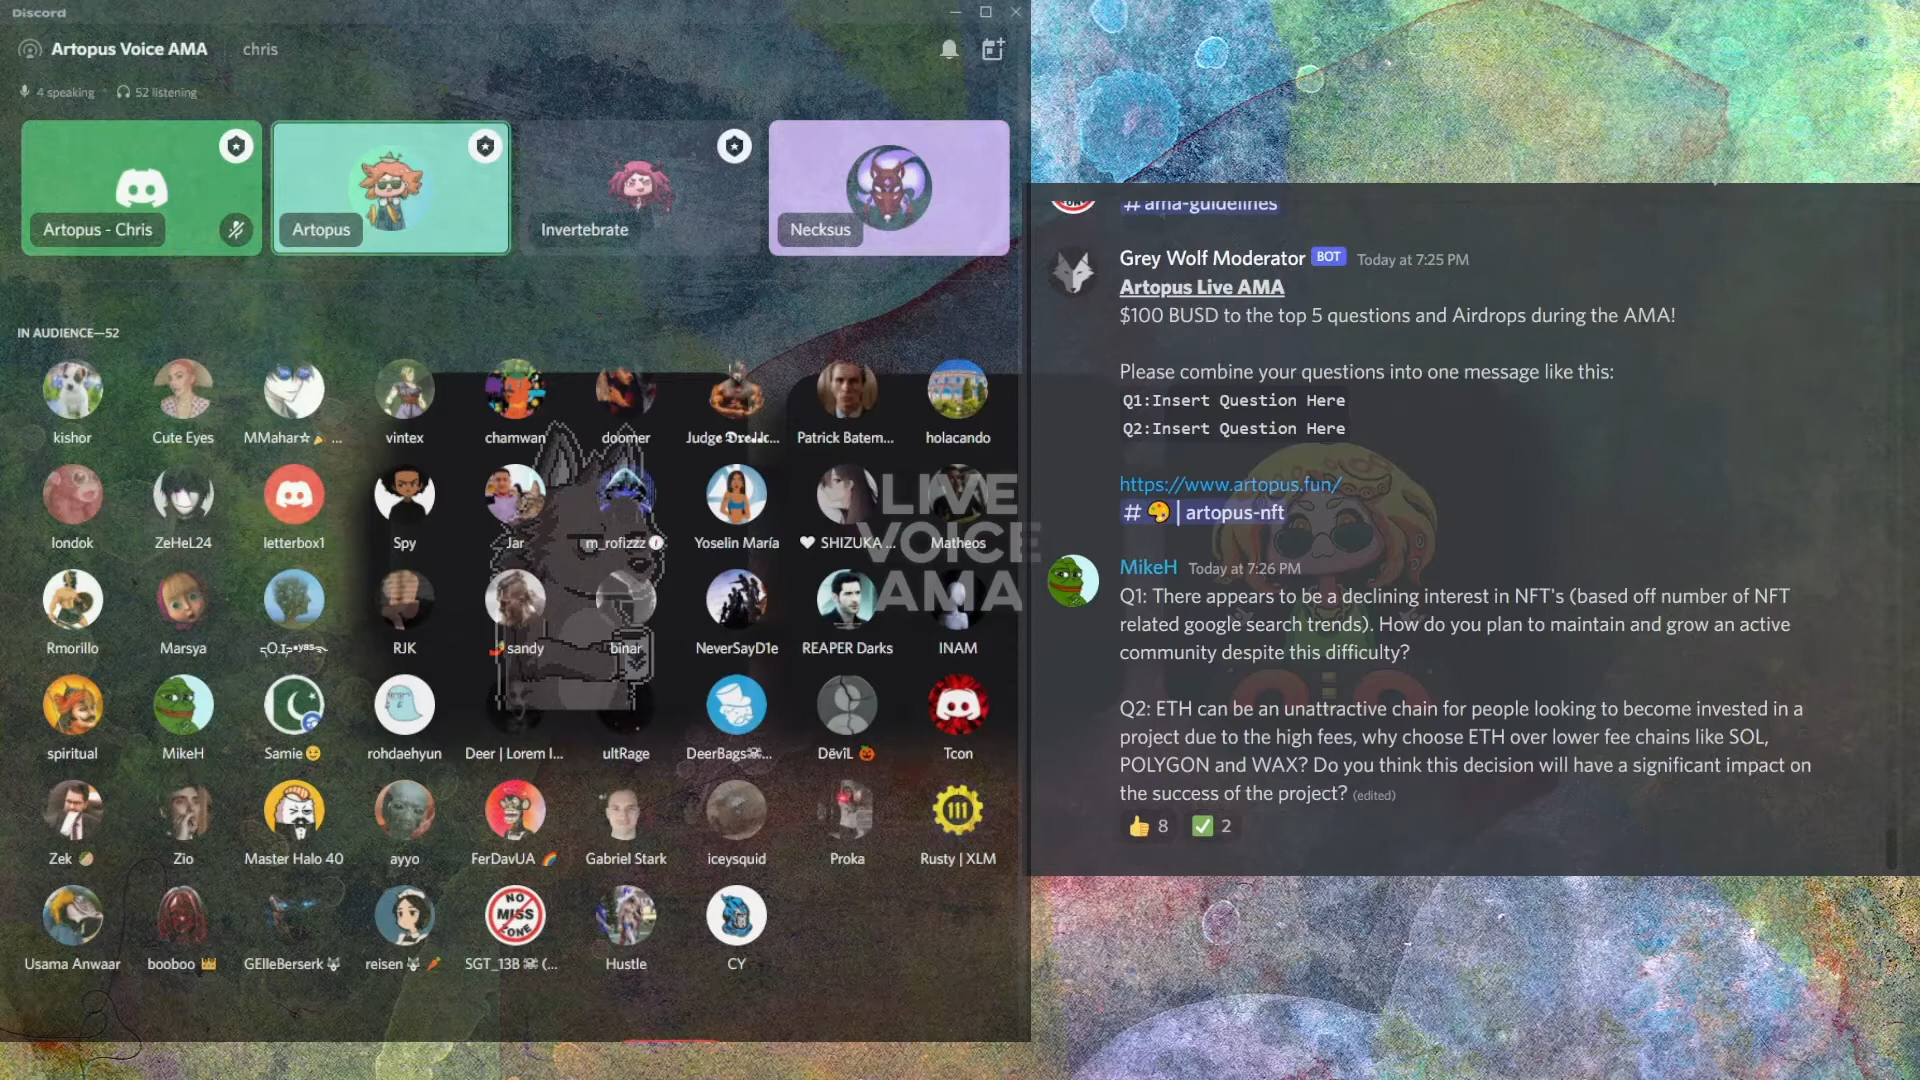 Discord
Artopus Voice AMA chris
4 speaking 52 listening
Artopus - Chris
Artopus
Invertebrate
Necksus
IN AUDIENCE—52
kishor Cute Eyes MMahar☆ ... vintex chamwan doomer Patrick Batem... holacando
londok ZeHeL24 letterbox1 Spy Jar m_rofizzz Yoselin María SHIZUKA ... Matheos
Rmorillo Marsya RJK sandy binar NeverSayD1e REAPER Darks INAM
spiritual MikeH Samie rohdaehyun Deer | Lorem I... ultRage DeerBags... DēvīL Tcon
Zek Zio Master Halo 40 ayyo FerDavUA Gabriel Stark iceysquid Proka Rusty | XLM
111
Usama Anwaar booboo GElleBerserk reisen SGT_13B (... Hustle CY
NO MISS ZONE
LIVE
VOICE
AMA
# ama-guidelines
Grey Wolf Moderator BOT Today at 7:25 PM
Artopus Live AMA
$100 BUSD to the top 5 questions and Airdrops during the AMA!
Please combine your questions into one message like this:
Q1:Insert Question Here
Q2:Insert Question Here
https://www.artopus.fun/
# 🎨 | artopus-nft
MikeH Today at 7:26 PM
Q1: There appears to be a declining interest in NFT's (based off number of NFT
related google search trends). How do you plan to maintain and grow an active
community despite this difficulty?
Q2: ETH can be an unattractive chain for people looking to become invested in a
project due to the high fees, why choose ETH over lower fee chains like SOL,
POLYGON and WAX? Do you think this decision will have a significant impact on
the success of the project? (edited)
👍 8 ✅ 2